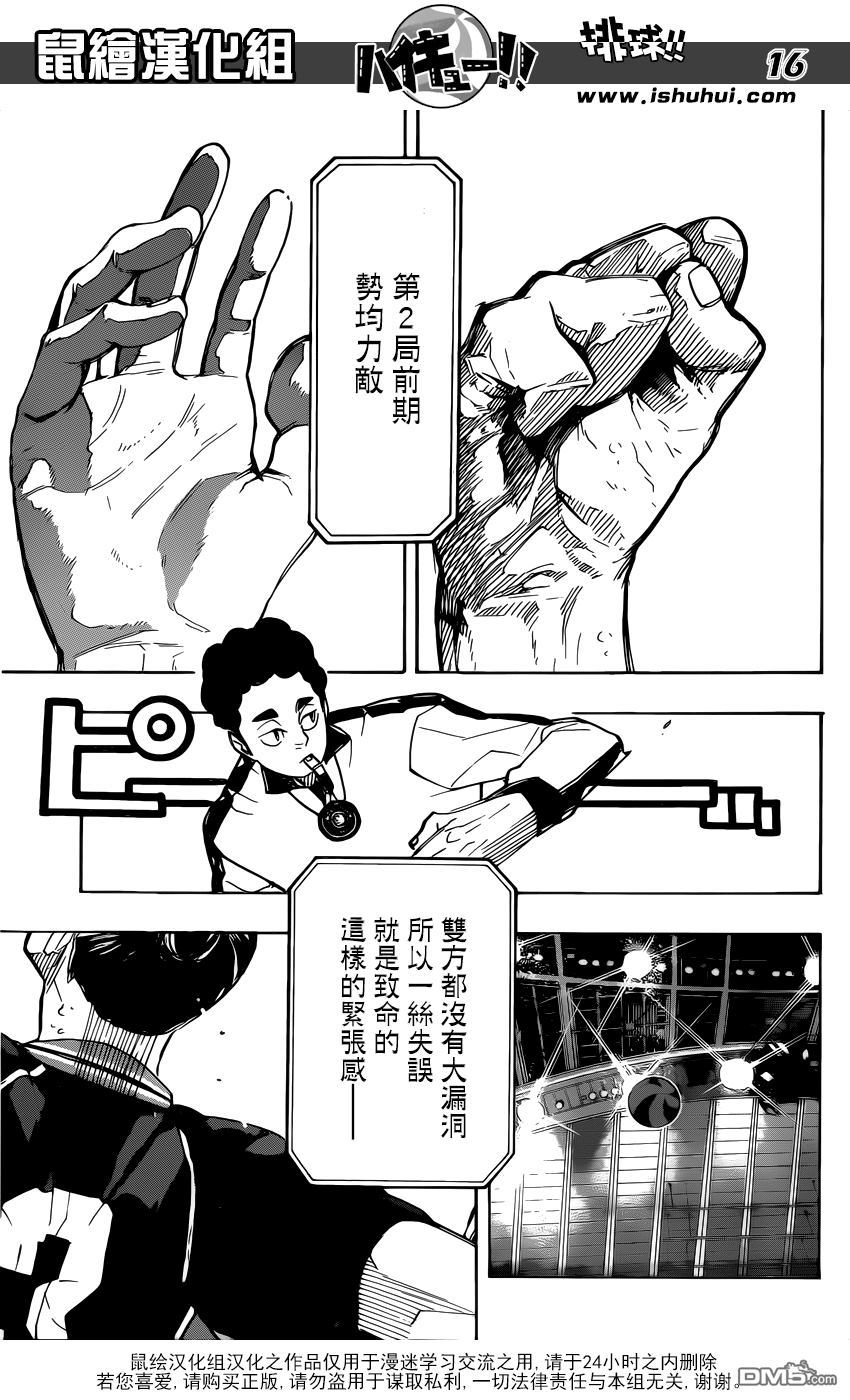 鼠繪漢化組
ハイキュー!!
排球!!
16
www.ishuhui.com
第2局前期
勢均力敵
雙方都沒有大漏洞
所以一絲失誤
就是致命的
這樣的緊張感——
鼠绘汉化组汉化之作品仅用于漫迷学习交流之用,请于24小时之内删除
若您喜爱,请购买正版,请勿盗用于谋取私利,一切法律责任与本组无关,谢谢。
DM5.com